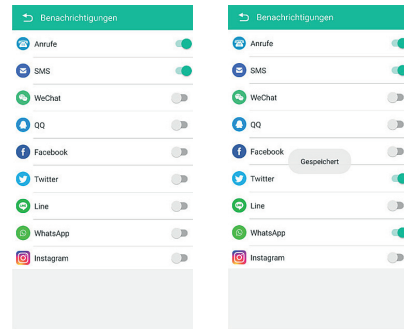 Benachrichtigungen
Anrufe
SMS
WeChat
QQ
Facebook
Twitter
Line
WhatsApp
Instagram
Benachrichtigungen
Anrufe
SMS
WeChat
QQ
Facebook
Gespeichert
Twitter
Line
WhatsApp
Instagram